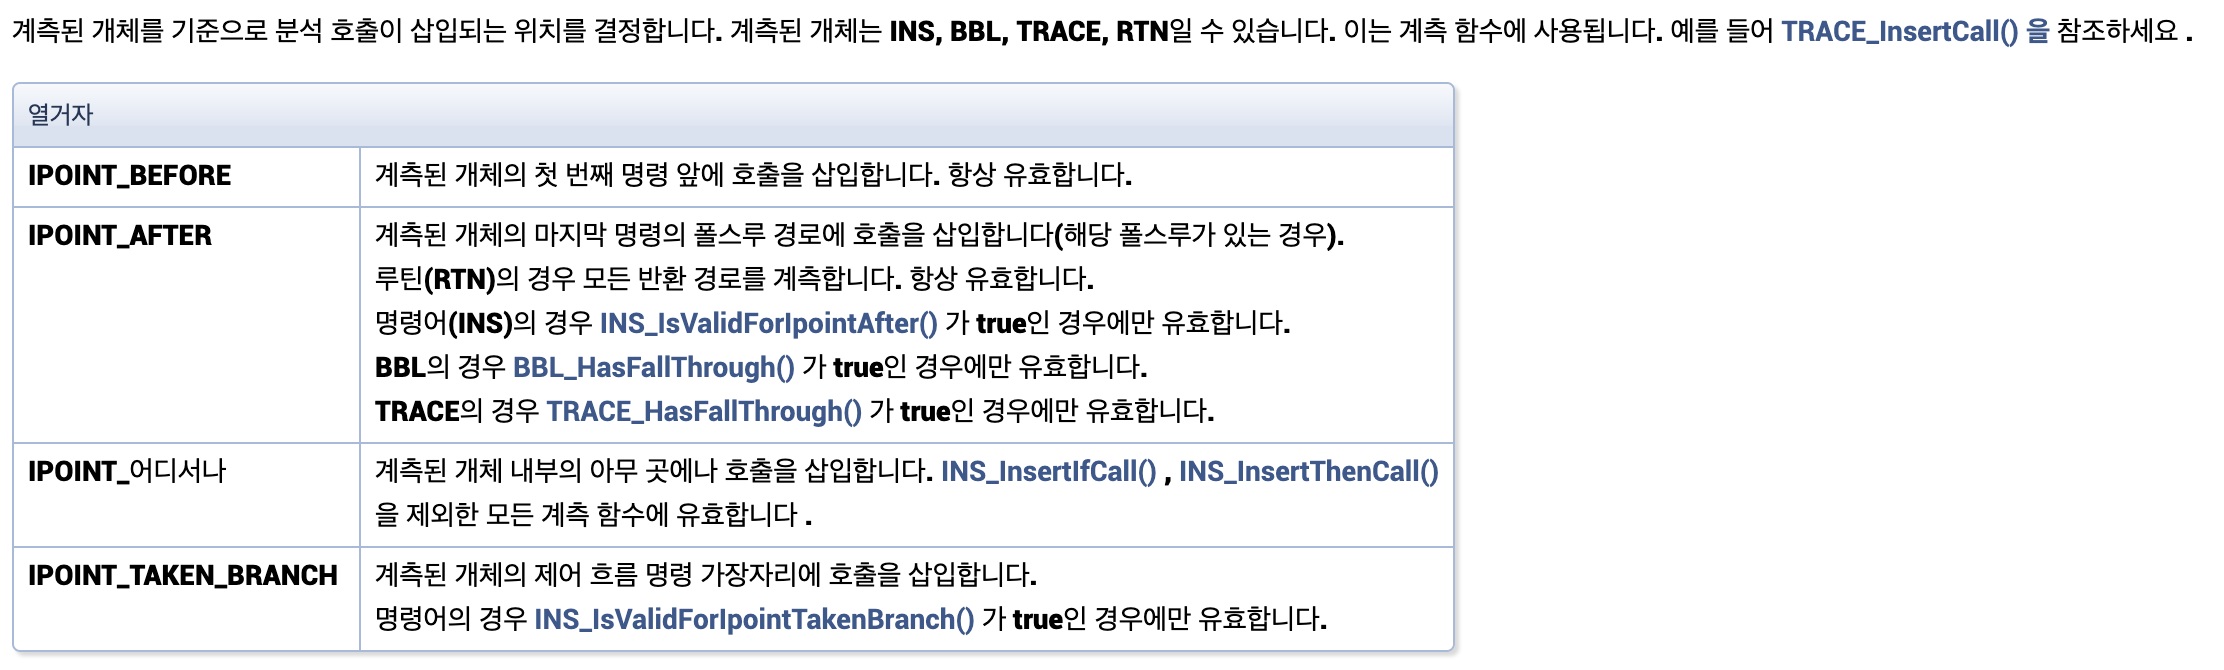 계측된 개체를 기준으로 분석 호출이 삽입되는 위치를 결정합니다. 계측된 개체는 INS, BBL, TRACE, RTN일 수 있습니다. 이는 계측 함수에 사용됩니다. 예를 들어 TRACE_InsertCall() 을 참조하세요 .
열거자
IPOINT_BEFORE 계측된 개체의 첫 번째 명령 앞에 호출을 삽입합니다. 항상 유효합니다.
IPOINT_AFTER 계측된 개체의 마지막 명령의 폴스루 경로에 호출을 삽입합니다(해당 폴스루가 있는 경우).
루틴(RTN)의 경우 모든 반환 경로를 계측합니다. 항상 유효합니다.
명령어(INS)의 경우 INS_IsValidForIpointAfter() 가 true인 경우에만 유효합니다.
BBL의 경우 BBL_HasFallThrough() 가 true인 경우에만 유효합니다.
TRACE의 경우 TRACE_HasFallThrough() 가 true인 경우에만 유효합니다.
IPOINT_어디서나 계측된 개체 내부의 아무 곳에나 호출을 삽입합니다. INS_InsertIfCall() , INS_InsertThenCall()
을 제외한 모든 계측 함수에 유효합니다 .
IPOINT_TAKEN_BRANCH 계측된 개체의 제어 흐름 명령 가장자리에 호출을 삽입합니다.
명령어의 경우 INS_IsValidForIpointTakenBranch() 가 true인 경우에만 유효합니다.